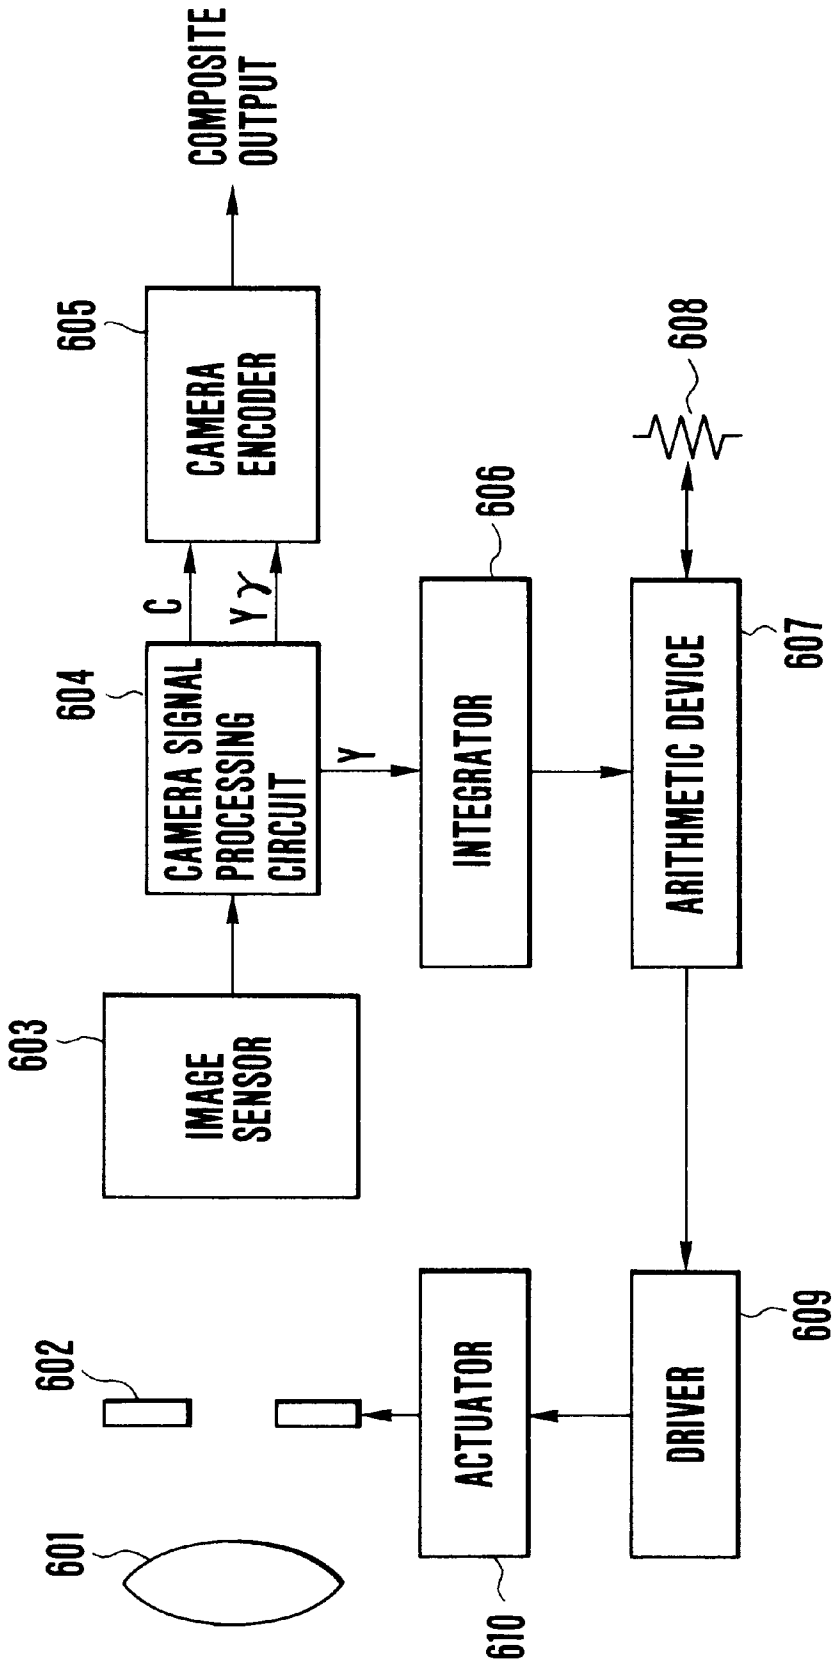 601
602
603
IMAGE
SENSOR
604
CAMERA SIGNAL
PROCESSING
CIRCUIT
C
Yγ
605
CAMERA
ENCODER
COMPOSITE
OUTPUT
Y
610
ACTUATOR
INTEGRATOR
606
DRIVER
609
ARITHMETIC DEVICE
607
608